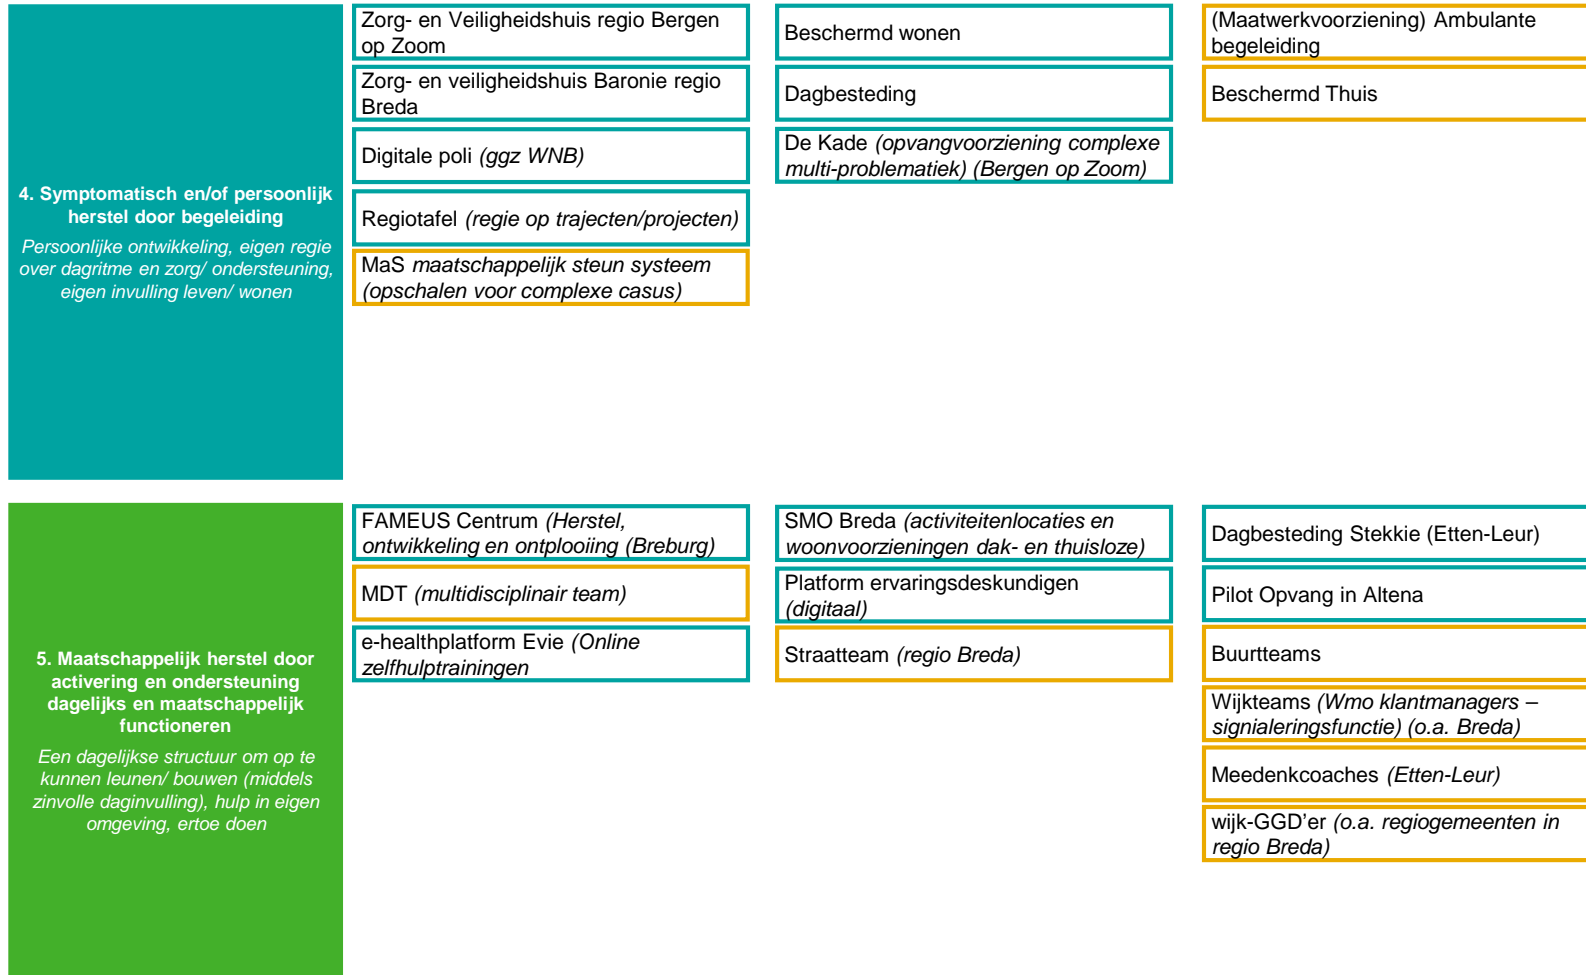 4. Symptomatisch en/of persoonlijk
herstel door begeleiding
Persoonlijke ontwikkeling, eigen regie
over dagritme en zorg/ ondersteuning,
eigen invulling leven/ wonen
Zorg- en Veiligheidshuis regio Bergen
op Zoom
Zorg- en veiligheidshuis Baronie regio
Breda
Digitale poli (ggz WNB)
Regiotafel (regie op trajecten/projecten)
MaS maatschappelijk steun systeem
(opschalen voor complexe casus)
Beschermd wonen
Dagbesteding
De Kade (opvangvoorziening complexe
multi-problematiek) (Bergen op Zoom)
(Maatwerkvoorziening) Ambulante
begeleiding
Beschermd Thuis
5. Maatschappelijk herstel door
activering en ondersteuning
dagelijks en maatschappelijk
functioneren
Een dagelijkse structuur om op te
kunnen leunen/ bouwen (middels
zinvolle daginvulling), hulp in eigen
omgeving, ertoe doen
FAMEUS Centrum (Herstel,
ontwikkeling en ontplooiing (Breburg)
MDT (multidisciplinair team)
e-healthplatform Evie (Online
zelfhulptrainingen
SMO Breda (activiteitenlocaties en
woonvoorzieningen dak- en thuisloze)
Platform ervaringsdeskundigen
(digitaal)
Straatteam (regio Breda)
Dagbesteding Stekkie (Etten-Leur)
Pilot Opvang in Altena
Buurtteams
Wijkteams (Wmo klantmanagers –
signialeringsfunctie) (o.a. Breda)
Meedenkcoaches (Etten-Leur)
wijk-GGD’er (o.a. regiogemeenten in
regio Breda)